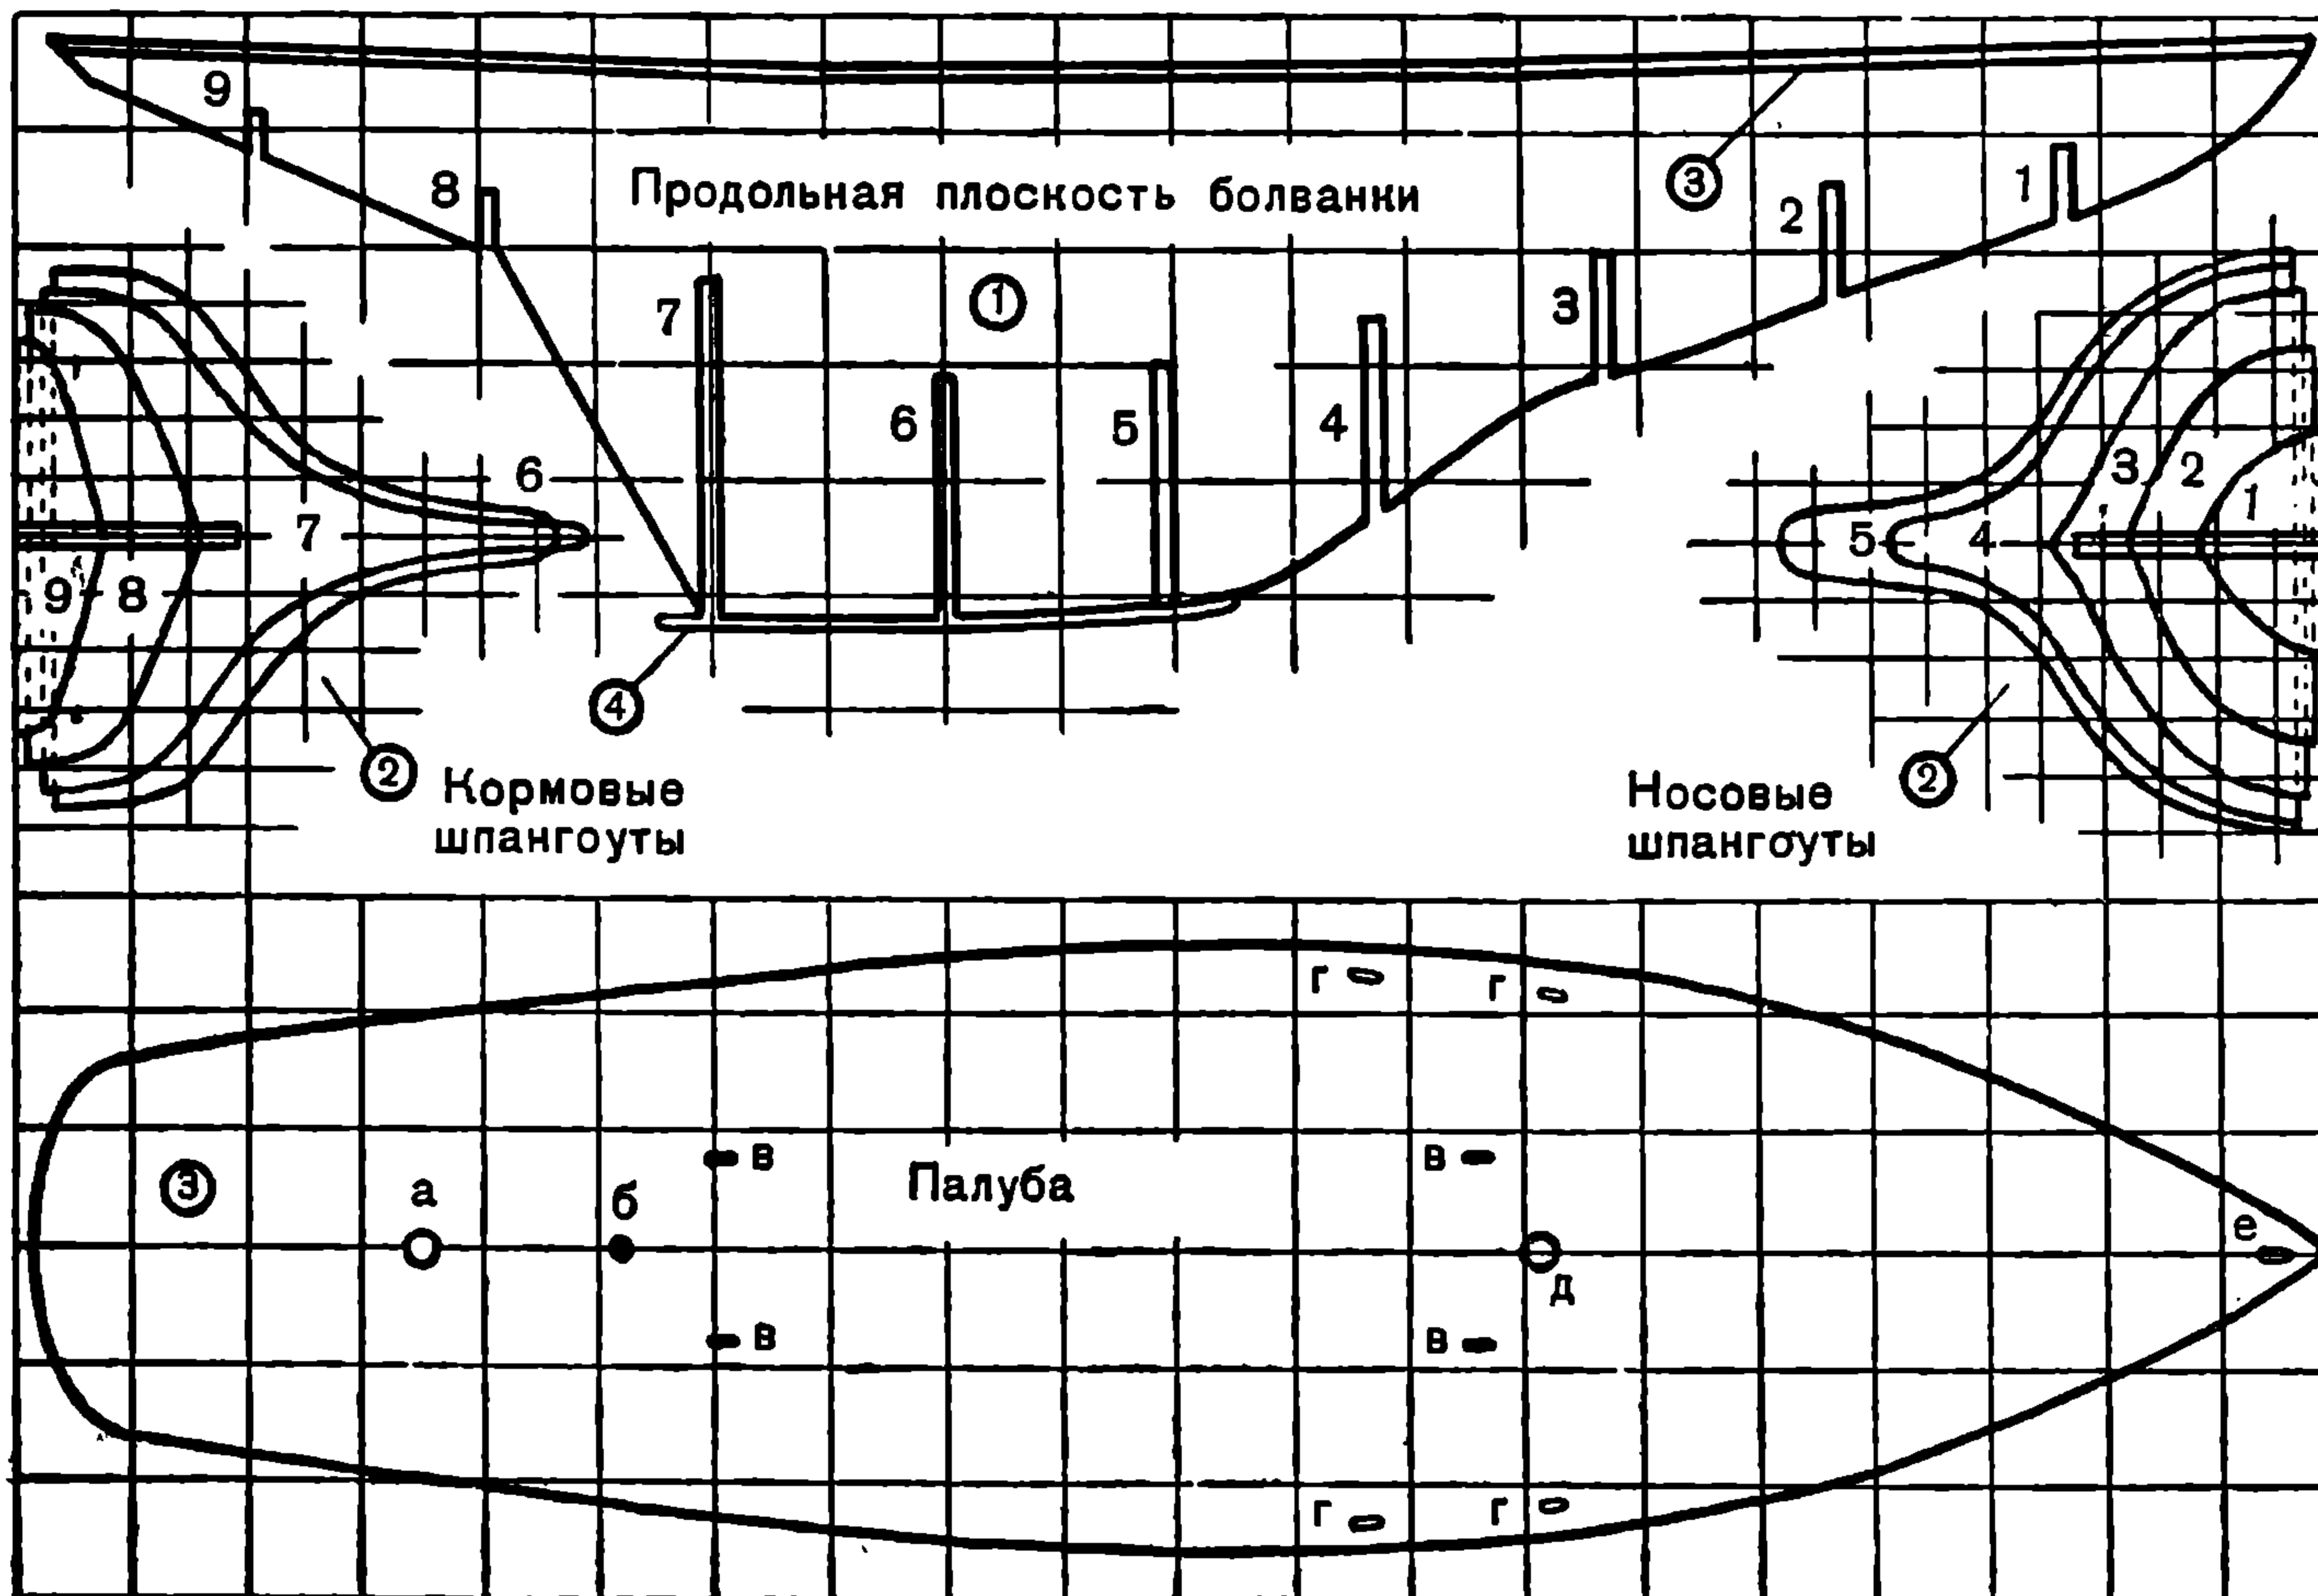 9
8
Продольная плоскость болванки
3
2
1
7
1
3
6
5
4
6
7
9 8
4
2
Кормовые
шпангоуты
3 2 1
5 4
2
Носовые
шпангоуты
г г
3
а б
в
Палуба
в
е
д
в
в
г г